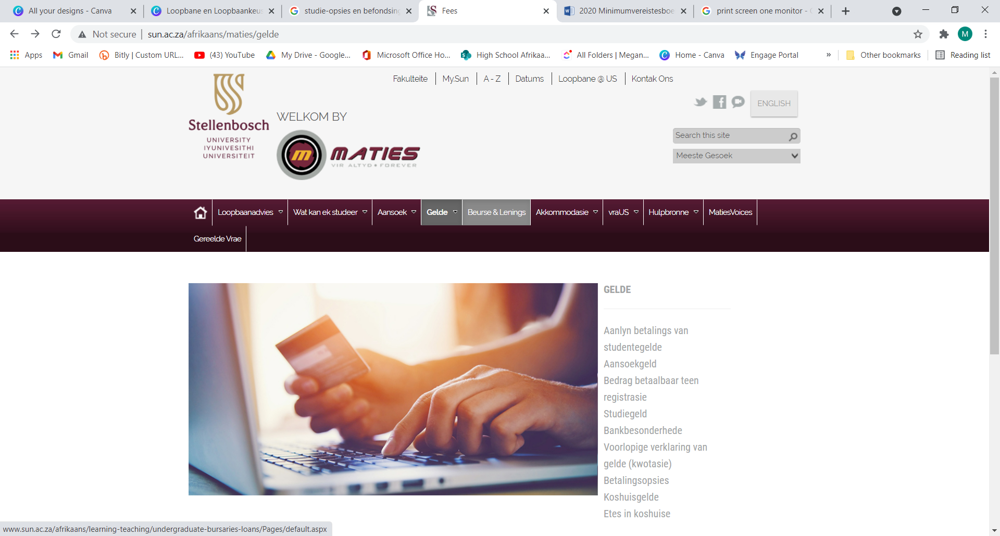 All your designs - Canva
Loopbane en Loopbaankeus
studie-opsies en befondsing
Fees
2020 Minimumvereistesboe
print screen one monitor -
Not secure sun.ac.za/afrikaans/maties/gelde
M
Apps Gmail Bitly | Custom URL... (43) YouTube My Drive - Google... Microsoft Office Ho... High School Afrikaa... All Folders | Megan... Home - Canva Engage Portal » Other bookmarks Reading list
Fakulteite My.Sun A - Z Datums Loopbane @ US Kontak Ons
ENGLISH
Stellenbosch
UNIVERSITY
IYUNIVESITHI
UNIVERSITEIT
WELKOM BY
m MATIES
VIR ALTYD • FOREVER
Search this site
Meeste Gesoek
Loopbaanadvies Wat kan ek studeer Aansoek Gelde Beurse & Lenings Akkommodasie vraUS Hulpbronne MatiesVoices
Gereelde Vrae
GELDE
Aanlyn betalings van
studentegelde
Aansoekgeld
Bedrag betaalbaar teen
registrasie
Studiegeld
Bankbesonderhede
Voorlopige verklaring van
gelde (kwotasie)
Betalingsopsies
Koshuisgelde
Etes in koshuise
www.sun.ac.za/afrikaans/learning-teaching/undergraduate-bursaries-loans/Pages/default.aspx